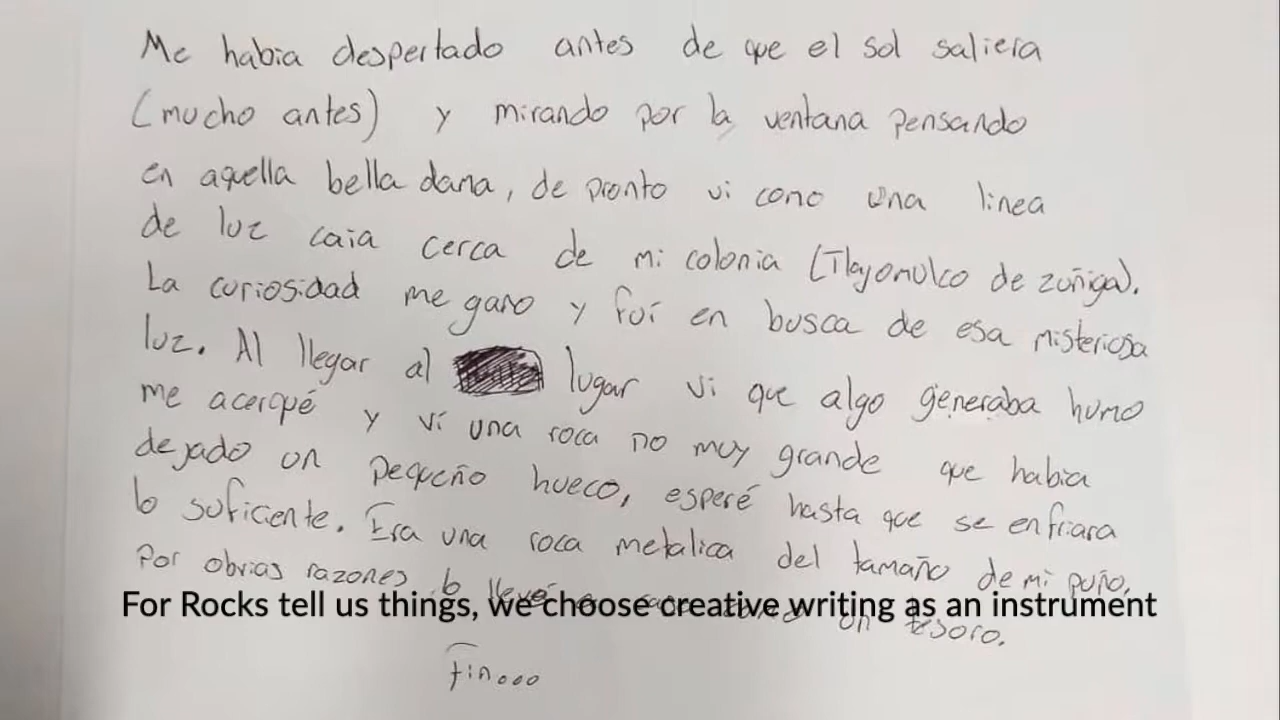 Me habia despertado antes de que el sol saliera
(mucho antes) y mirando por la ventana pensando
en aquella bella dama, de pronto vi como una linea
de luz caia cerca de mi colonia (Tlajomulco de zuñiga).
La curiosidad me gano y fuí en busca de esa misteriosa
luz. Al llegar al lugar vi que algo generaba humo
me acerqué y ví una roca no muy grande que habia
dejado un pequeño hueco, esperé hasta que se enfriara
lo suficiente. Era una roca metalica del tamaño de mi puño.
Por obvias razones lo llevé a como un tesoro.
For Rocks tell us things, we choose creative writing as an instrument
fin...